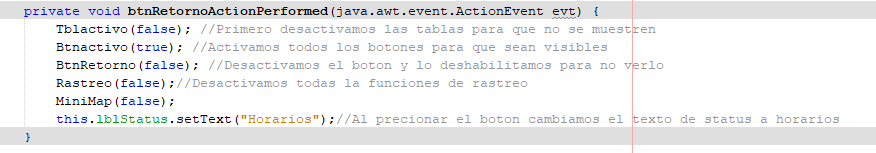 private void btnRetornoActionPerformed(java.awt.event.ActionEvent evt) {
Tblactivo(false); //Primero desactivamos las tablas para que no se muestren
Btnactivo(true); //Activamos todos los botones para que sean visibles
BtnRetorno(false); //Desactivamos el boton y lo deshabilitamos para no verlo
Rastreo(false);//Desactivamos todas la funciones de rastreo
MiniMap(false);
this.lblStatus.setText("Horarios");//Al precionar el boton cambiamos el texto de status a horarios
}